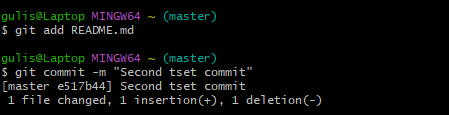 gulis@Laptop MINGW64 ~ (master)
$ git add README.md
gulis@Laptop MINGW64 ~ (master)
$ git commit -m "Second tset commit"
[master e517b44] Second tset commit
1 file changed, 1 insertion(+), 1 deletion(-)